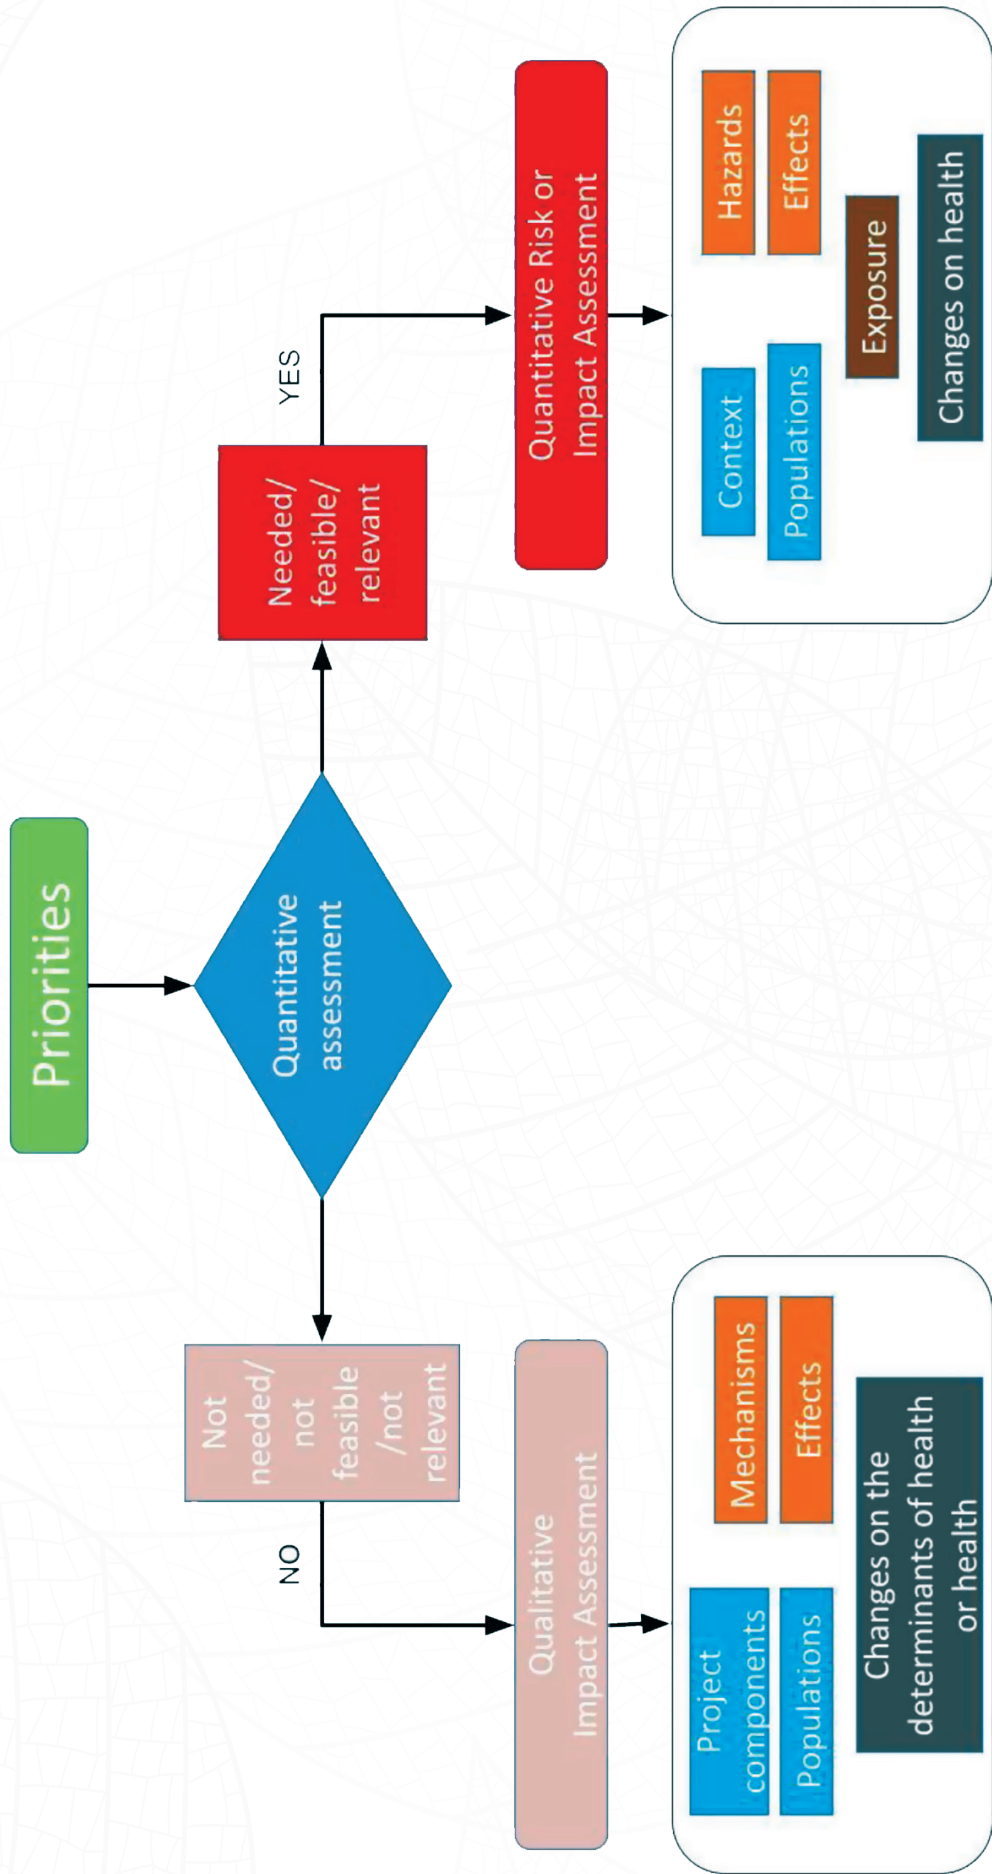 Priorities
Quantitative
assessment
Not
needed/
not
feasible
/not
relevant
NO
Needed/
feasible/
relevant
YES
Qualitative
Impact Assessment
Quantitative Risk or
Impact Assessment
Project
components
Populations
Mechanisms
Effects
Changes on the
determinants of health
or health
Context
Populations
Hazards
Effects
Exposure
Changes on health